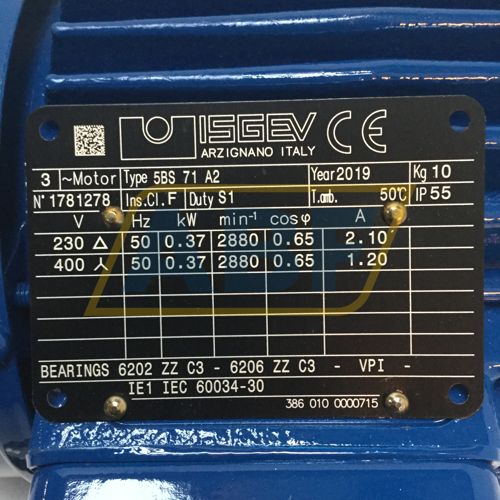 ISGEV CE
ARZIGNANO ITALY
3 ~Motor Type 5BS 71 A2 Year 2019 Kg 10
N° 1781278 Ins.Cl. F Duty S1 T.amb. 50°C IP 55
V Hz kW min⁻¹ cosφ A
230 △ 50 0.37 2880 0.65 2.10
400 ⅄ 50 0.37 2880 0.65 1.20
BEARINGS 6202 ZZ C3 - 6206 ZZ C3 - VPI -
IE1 IEC 60034-30
386 010 0000715